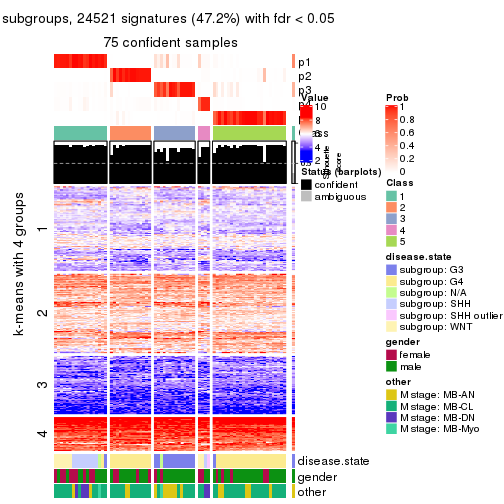 subgroups, 24521 signatures (47.2%) with fdr < 0.05
75 confident samples
p1
p2
p3
Value
10
8
6
4
2
Silhouette
score
Status (barplots)
confident
ambiguous
Prob
1
0.8
0.6
0.4
0.2
0
Class
1
2
3
4
5
disease.state
subgroup: G3
subgroup: G4
subgroup: N/A
subgroup: SHH
subgroup: SHH outlier
subgroup: WNT
gender
female
male
other
M stage: MB-AN
M stage: MB-CL
M stage: MB-DN
M stage: MB-Myo
k-means with 4 groups
1
2
3
4
disease.state
gender
other